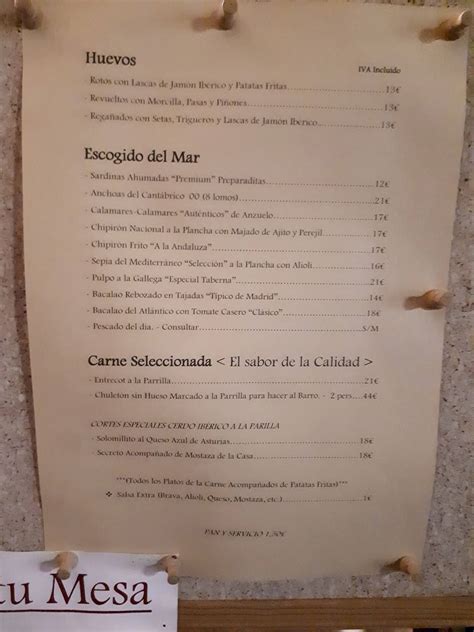 Huevos
IVA Incluido
- Rotos con Lascas de Jamón Iberico y Patatas Fritas......13€
- Revueltos con Morcilla, Pasas y Piñones......13€
- Regañados con Setas, Trigueros y Lascas de Jamón Iberico......13€
Escogido del Mar
- Sardinas Ahumadas "Premium" Preparaditas......12€
- Anchoas del Cantábrico 00 (8 lomos)......21€
- Calamares-Calamares "Auténticos" de Anzuelo......17€
- Chipirón Nacional a la Plancha con Majado de Ajito y Perejil......17€
- Chipirón Frito "A la Andaluza"......17€
- Sepia del Mediterráneo "Selección" a la Plancha con Alioli......16€
- Pulpo a la Gallega "Especial Taberna"......21€
- Bacalao Rebozado en Tajadas "Típico de Madrid"......14€
- Bacalao del Atlántico con Tomate Casero "Clásico"......18€
- Pescado del día. - Consultar......S/M
Carne Seleccionada < El sabor de la Calidad >
- Entrecot a la Parrilla......21€
- Chuletón sin Hueso Marcado a la Parrilla para hacer al Barro. - 2 pers....44€
CORTES ESPECIALES CERDO IBERICO A LA PARILLA
- Solomillito al Queso Azul de Asturias......18€
- Secreto Acompañado de Mostaza de la Casa......18€
***(Todos los Platos de la Carne Acompañados de Patatas Fritas)***
❖ Salsa Extra (Brava, Alioli, Queso, Mostaza, etc.)......1€
PAN Y SERVICIO 1,50€
tu Mesa